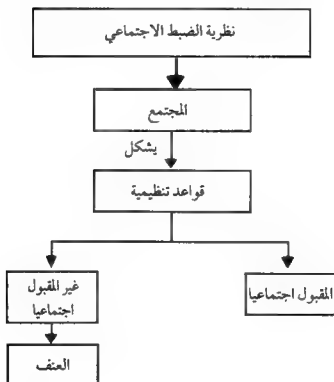 نظرية الضبط الاجتماعي
المجتمع
يشكل
قواعد تنظيمية
المقبول اجتماعيا
غير المقبول
اجتماعيا
العنف